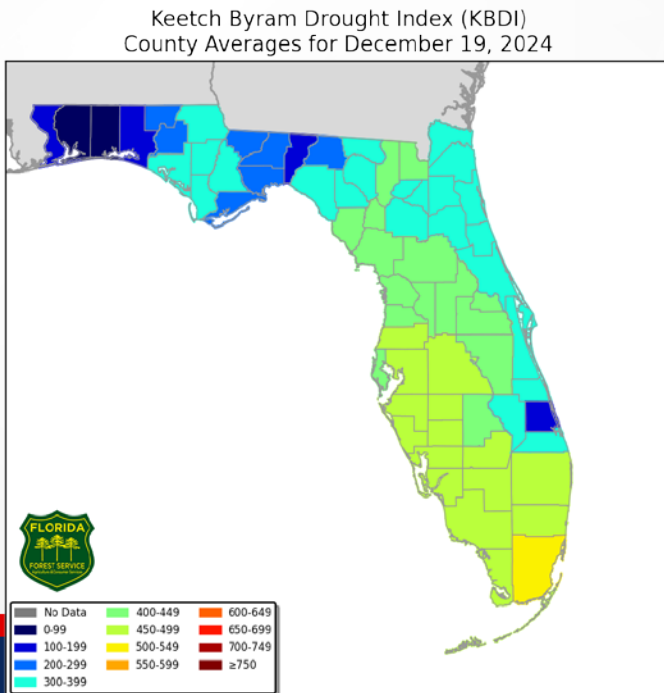 Keetch Byram Drought Index (KBDI)
County Averages for December 19, 2024
FLORIDA
FOREST SERVICE
No Data
0-99
100-199
200-299
300-399
400-449
450-499
500-549
550-599
600-649
650-699
700-749
≥750